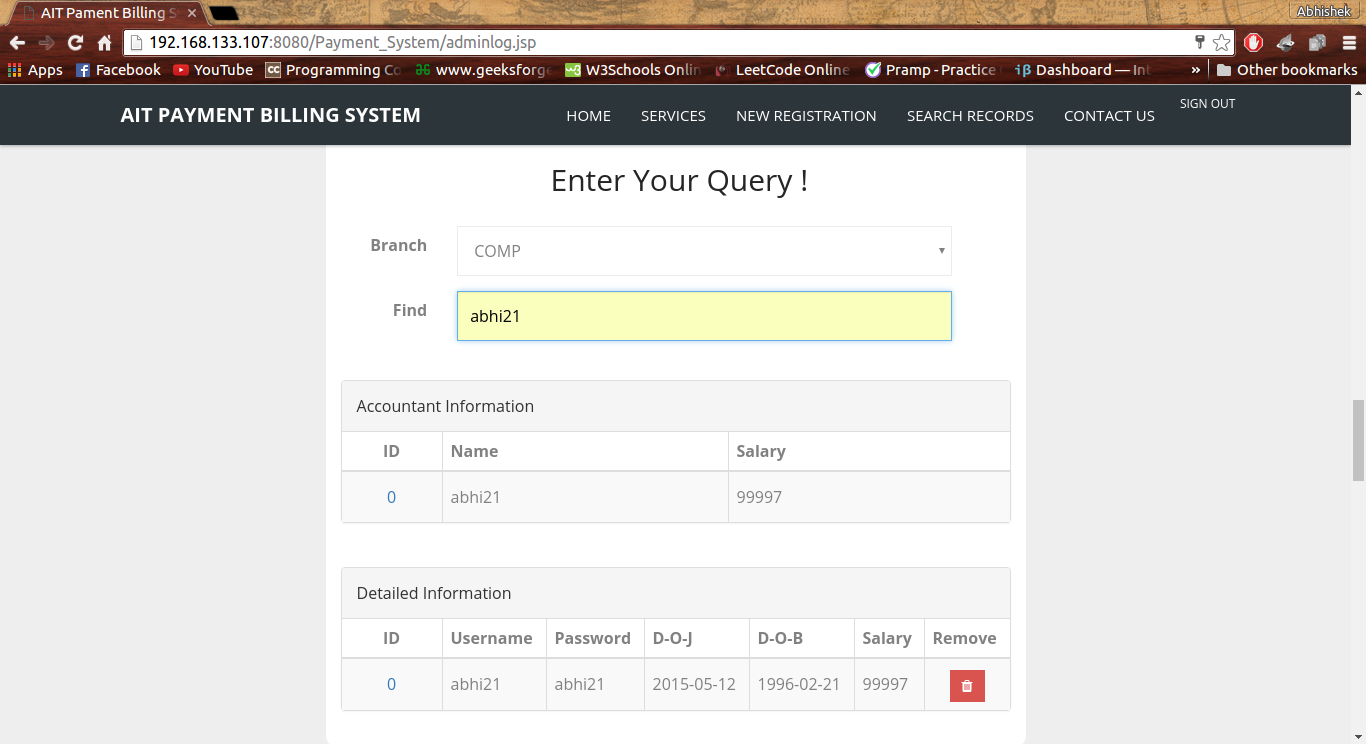 AIT Pament Billing S
Abhishek
192.168.133.107:8080/Payment_System/adminlog.jsp
Apps Facebook YouTube Programming Co www.geeksforge W3Schools Onlin LeetCode Online Pramp - Practice Dashboard — Int » Other bookmarks
AIT PAYMENT BILLING SYSTEM HOME SERVICES NEW REGISTRATION SEARCH RECORDS CONTACT US SIGN OUT
Enter Your Query !
Branch COMP
Find abhi21
Accountant Information
ID Name Salary
0 abhi21 99997
Detailed Information
ID Username Password D-O-J D-O-B Salary Remove
0 abhi21 abhi21 2015-05-12 1996-02-21 99997